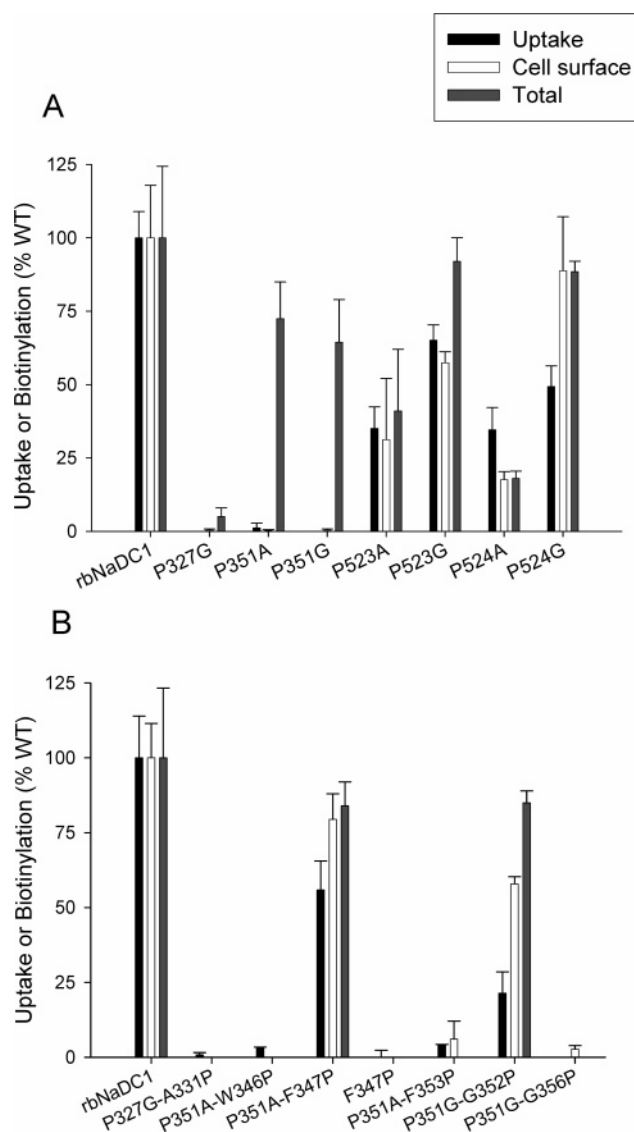 Uptake
Cell surface
Total
A
Uptake or Biotinylation (% WT)
125
100
75
50
25
0
rbNaDC1
P327G
P351A
P351G
P523A
P523G
P524A
P524G
B
Uptake or Biotinylation (% WT)
125
100
75
50
25
0
rbNaDC1
P327G-A331P
P351A-W346P
P351A-F347P
F347P
P351A-F353P
P351G-G352P
P351G-G356P